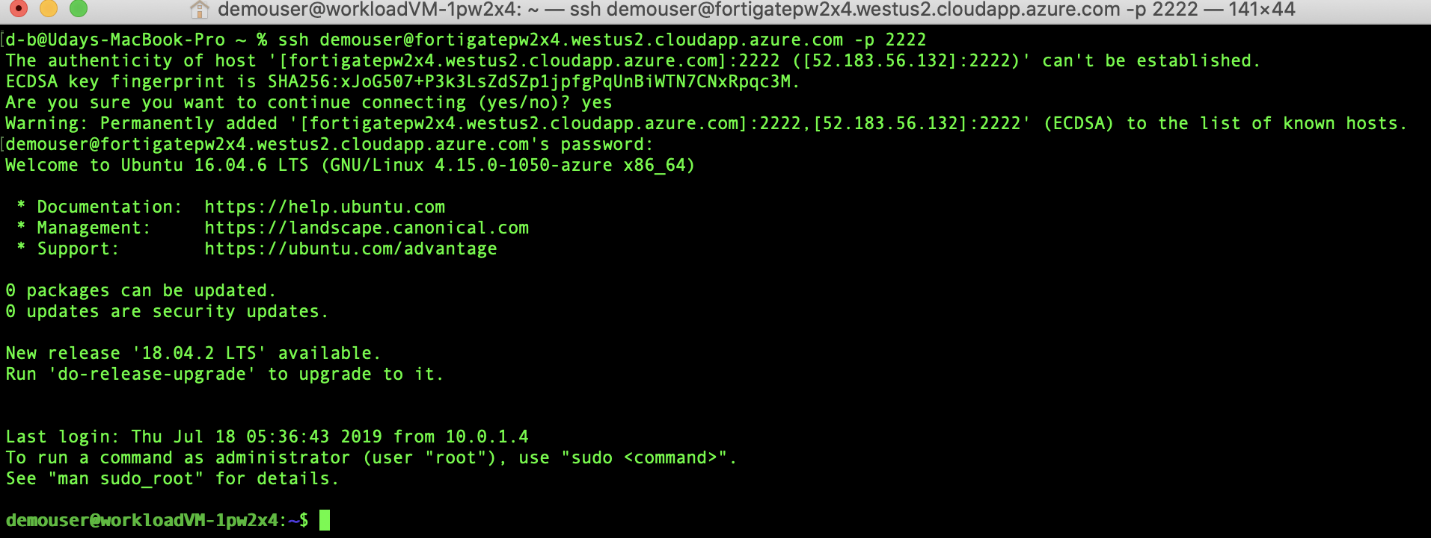 demouser@workloadVM-1pw2x4: ~ — ssh demouser@fortigatepw2x4.westus2.cloudapp.azure.com -p 2222 — 141×44
[d-b@Udays-MacBook-Pro ~ % ssh demouser@fortigatepw2x4.westus2.cloudapp.azure.com -p 2222
The authenticity of host '[fortigatepw2x4.westus2.cloudapp.azure.com]:2222 ([52.183.56.132]:2222)' can't be established.
ECDSA key fingerprint is SHA256:xJoG507+P3k3LsZdSZp1jpfgPqUnBiWTN7CNxRpqc3M.
Are you sure you want to continue connecting (yes/no)? yes
Warning: Permanently added '[fortigatepw2x4.westus2.cloudapp.azure.com]:2222,[52.183.56.132]:2222' (ECDSA) to the list of known hosts.
[demouser@fortigatepw2x4.westus2.cloudapp.azure.com's password:
Welcome to Ubuntu 16.04.6 LTS (GNU/Linux 4.15.0-1050-azure x86_64)
* Documentation:  https://help.ubuntu.com
* Management:     https://landscape.canonical.com
* Support:        https://ubuntu.com/advantage
0 packages can be updated.
0 updates are security updates.
New release '18.04.2 LTS' available.
Run 'do-release-upgrade' to upgrade to it.
Last login: Thu Jul 18 05:36:43 2019 from 10.0.1.4
To run a command as administrator (user "root"), use "sudo <command>".
See "man sudo_root" for details.
demouser@workloadVM-1pw2x4:~$